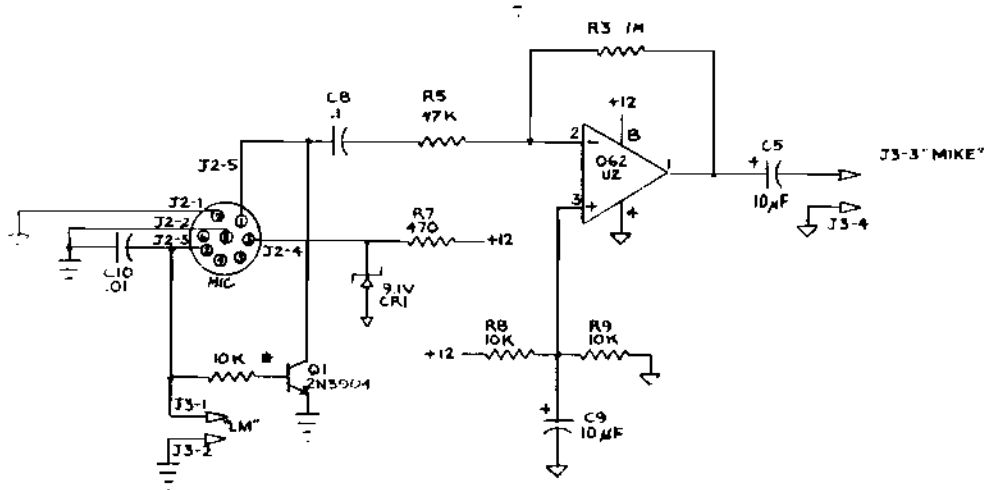 R3 1M
C8
.1
R5
47K
+12
8
2
-
062
U2
1
3
+
4
C5
+
10µF
J3-3 "MIKE"
J3-4
J2-5
J2-1
J2-2
J2-3
J2-4
MIC
C10
.01
R7
470
+12
9.1V
CR1
10K *
Q1
2N3904
J3-1
"LM"
J3-2
R8
10K
R9
10K
+12
+
C9
10µF